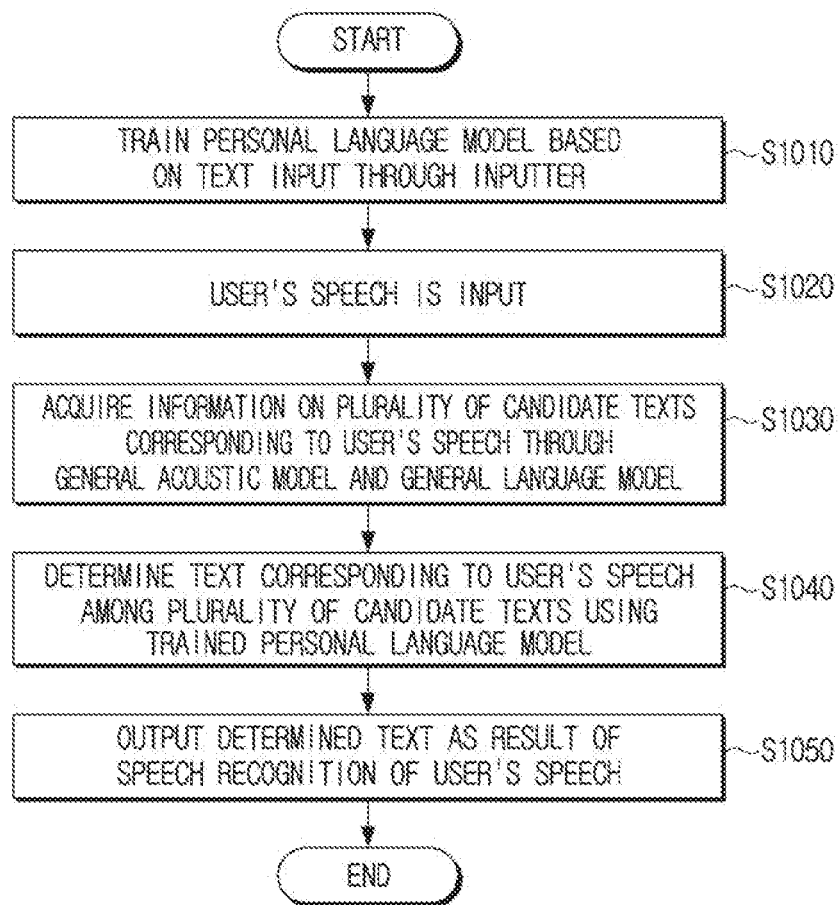 START
TRAIN PERSONAL LANGUAGE MODEL BASED
ON TEXT INPUT THROUGH INPUTTER
S1010
USER'S SPEECH IS INPUT
S1020
ACQUIRE INFORMATION ON PLURALITY OF CANDIDATE TEXTS
CORRESPONDING TO USER'S SPEECH THROUGH
GENERAL ACOUSTIC MODEL AND GENERAL LANGUAGE MODEL
S1030
DETERMINE TEXT CORRESPONDING TO USER'S SPEECH
AMONG PLURALITY OF CANDIDATE TEXTS USING
TRAINED PERSONAL LANGUAGE MODEL
S1040
OUTPUT DETERMINED TEXT AS RESULT OF
SPEECH RECOGNITION OF USER'S SPEECH
S1050
END